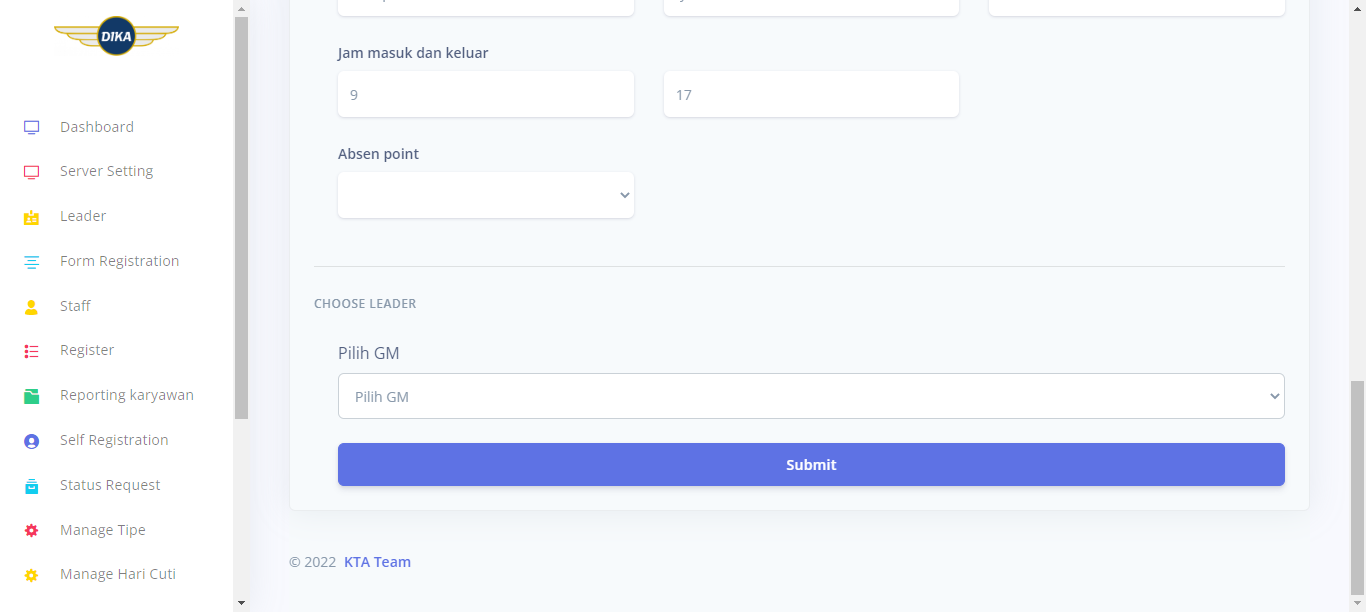 DIKA
Dashboard
Server Setting
Leader
Form Registration
Staff
Register
Reporting karyawan
Self Registration
Status Request
Manage Tipe
Manage Hari Cuti
Jam masuk dan keluar
9 17
Absen point
CHOOSE LEADER
Pilih GM
Pilih GM
Submit
© 2022 KTA Team